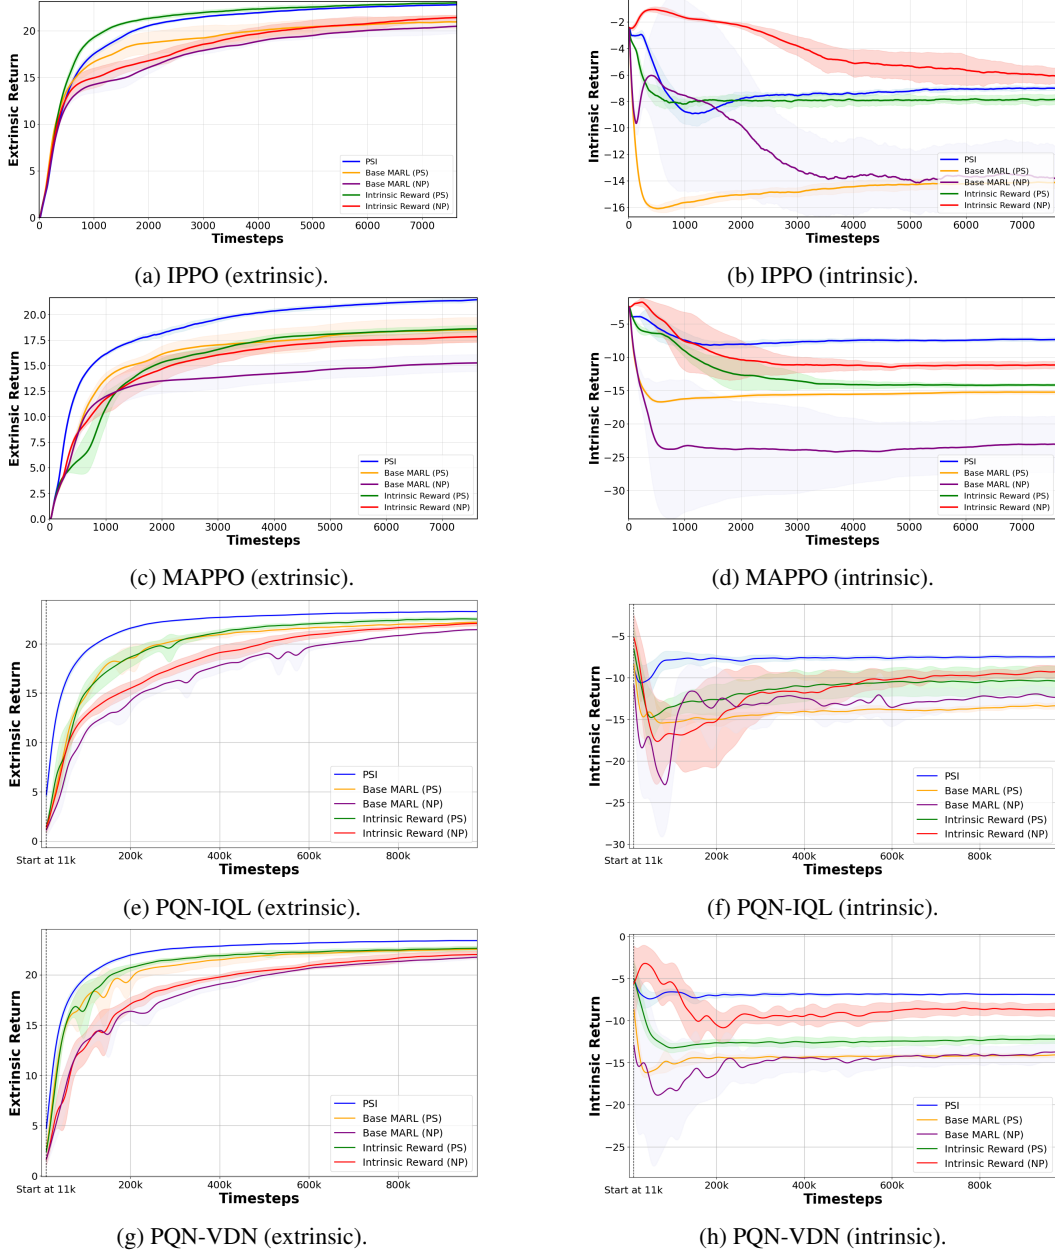 20
15
10
5
0
Extrinsic Return
PSI
Base MARL (PS)
Base MARL (NP)
Intrinsic Reward (PS)
Intrinsic Reward (NP)
0 1000 2000 3000 4000 5000 6000 7000
Timesteps
(a) IPPO (extrinsic).
−2
−4
−6
−8
−10
−12
−14
−16
Intrinsic Return
PSI
Base MARL (PS)
Base MARL (NP)
Intrinsic Reward (PS)
Intrinsic Reward (NP)
0 1000 2000 3000 4000 5000 6000 7000
Timesteps
(b) IPPO (intrinsic).
20.0
17.5
15.0
12.5
10.0
7.5
5.0
2.5
0.0
Extrinsic Return
PSI
Base MARL (PS)
Base MARL (NP)
Intrinsic Reward (PS)
Intrinsic Reward (NP)
0 1000 2000 3000 4000 5000 6000 7000
Timesteps
(c) MAPPO (extrinsic).
−5
−10
−15
−20
−25
−30
Intrinsic Return
PSI
Base MARL (PS)
Base MARL (NP)
Intrinsic Reward (PS)
Intrinsic Reward (NP)
0 1000 2000 3000 4000 5000 6000 7000
Timesteps
(d) MAPPO (intrinsic).
20
15
10
5
0
Extrinsic Return
PSI
Base MARL (PS)
Base MARL (NP)
Intrinsic Reward (PS)
Intrinsic Reward (NP)
Start at 11k 200k 400k 600k 800k
Timesteps
(e) PQN-IQL (extrinsic).
−5
−10
−15
−20
−25
−30
Intrinsic Return
PSI
Base MARL (PS)
Base MARL (NP)
Intrinsic Reward (PS)
Intrinsic Reward (NP)
Start at 11k 200k 400k 600k 800k
Timesteps
(f) PQN-IQL (intrinsic).
20
15
10
5
0
Extrinsic Return
PSI
Base MARL (PS)
Base MARL (NP)
Intrinsic Reward (PS)
Intrinsic Reward (NP)
Start at 11k 200k 400k 600k 800k
Timesteps
(g) PQN-VDN (extrinsic).
0
−5
−10
−15
−20
−25
Intrinsic Return
PSI
Base MARL (PS)
Base MARL (NP)
Intrinsic Reward (PS)
Intrinsic Reward (NP)
Start at 11k 200k 400k 600k 800k
Timesteps
(h) PQN-VDN (intrinsic).